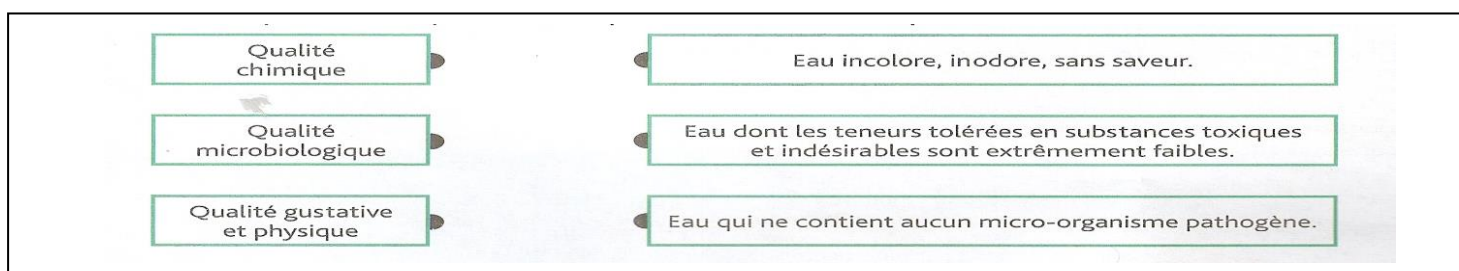 Qualité
chimique
Eau incolore, inodore, sans saveur.
Qualité
microbiologique
Eau dont les teneurs tolérées en substances toxiques
et indésirables sont extrêmement faibles.
Qualité gustative
et physique
Eau qui ne contient aucun micro-organisme pathogène.